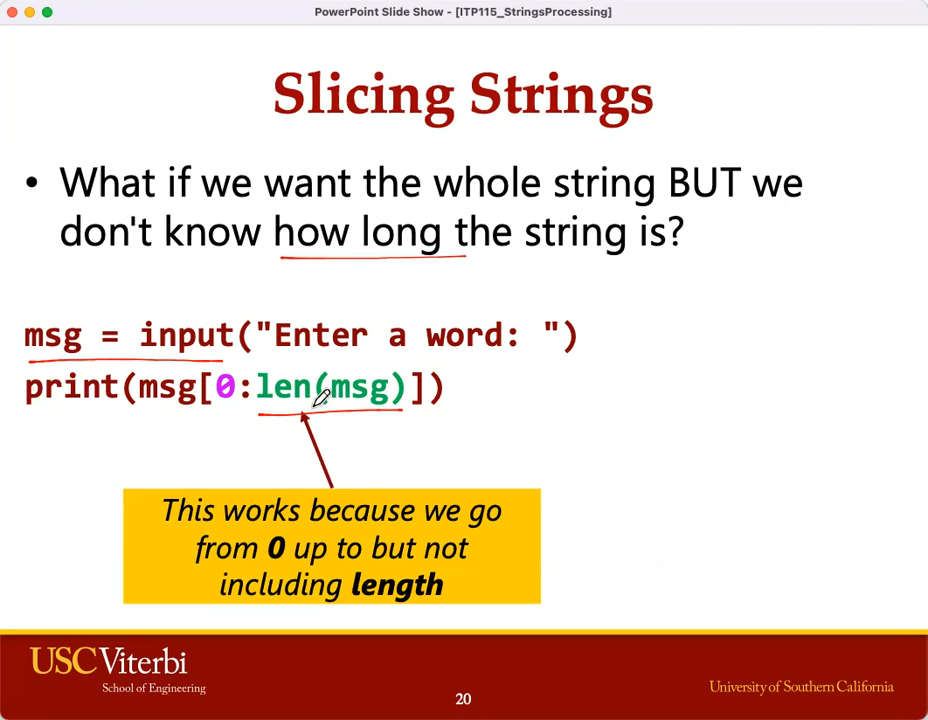 PowerPoint Slide Show - [ITP115_StringsProcessing]
Slicing Strings
• What if we want the whole string BUT we
don't know how long the string is?
msg = input("Enter a word: ")
print(msg[0:len(msg)])
This works because we go
from 0 up to but not
including length
USC Viterbi
School of Engineering
20
University of Southern California